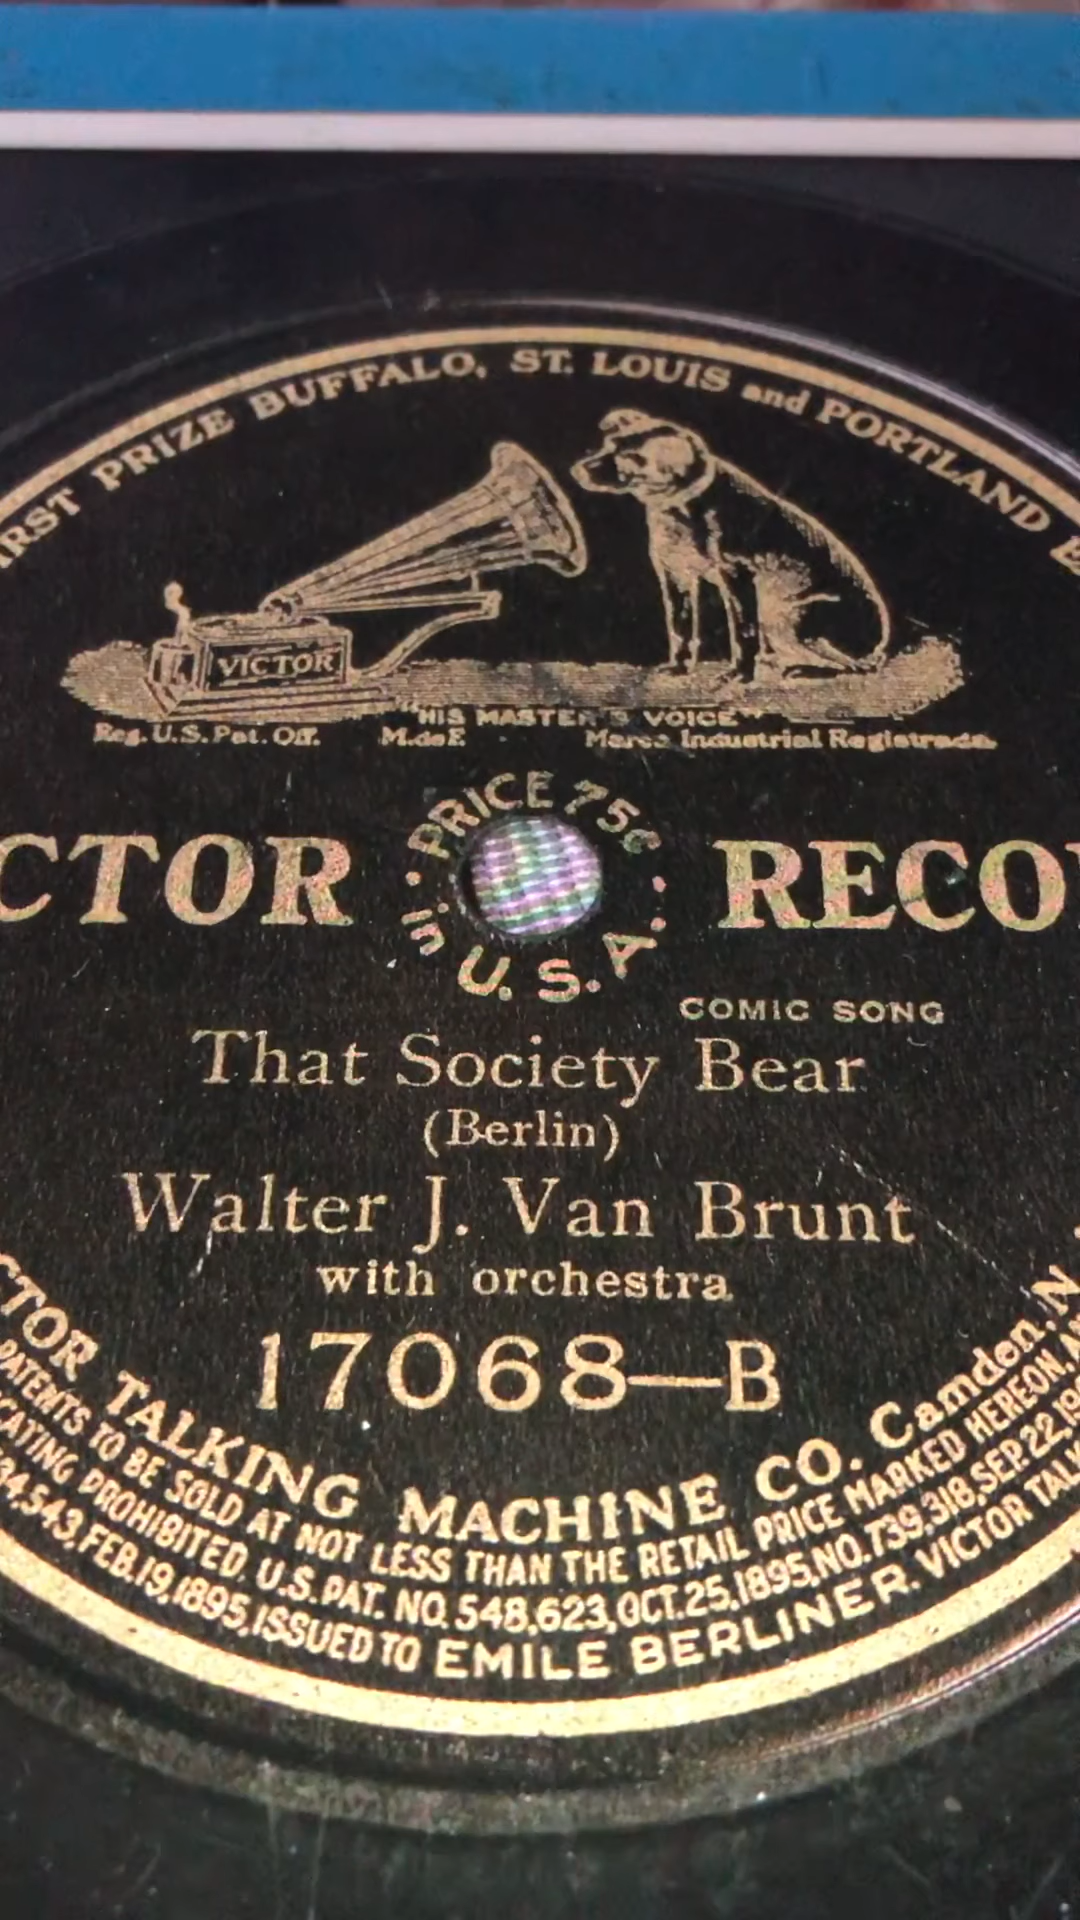 FIRST PRIZE BUFFALO, ST. LOUIS and PORTLAND
VICTOR
"HIS MASTER'S VOICE"
Reg. U.S. Pat. Off. M.deF. Marca Industrial Registrada.
PRICE 75¢
CTOR RECO
in U.S.A.
COMIC SONG
That Society Bear
(Berlin)
Walter J. Van Brunt
with orchestra
17068—B
CTOR TALKING MACHINE CO. Camden, N
PATENTS TO BE SOLD AT NOT LESS THAN THE RETAIL PRICE MARKED HEREON,
CATING PROHIBITED. U.S. PAT. NO. 548,623, OCT. 25, 1895, NO. 739,318, SEP. 22, 19
34,543, FEB. 19, 1895, ISSUED TO EMILE BERLINER. VICTOR TALK